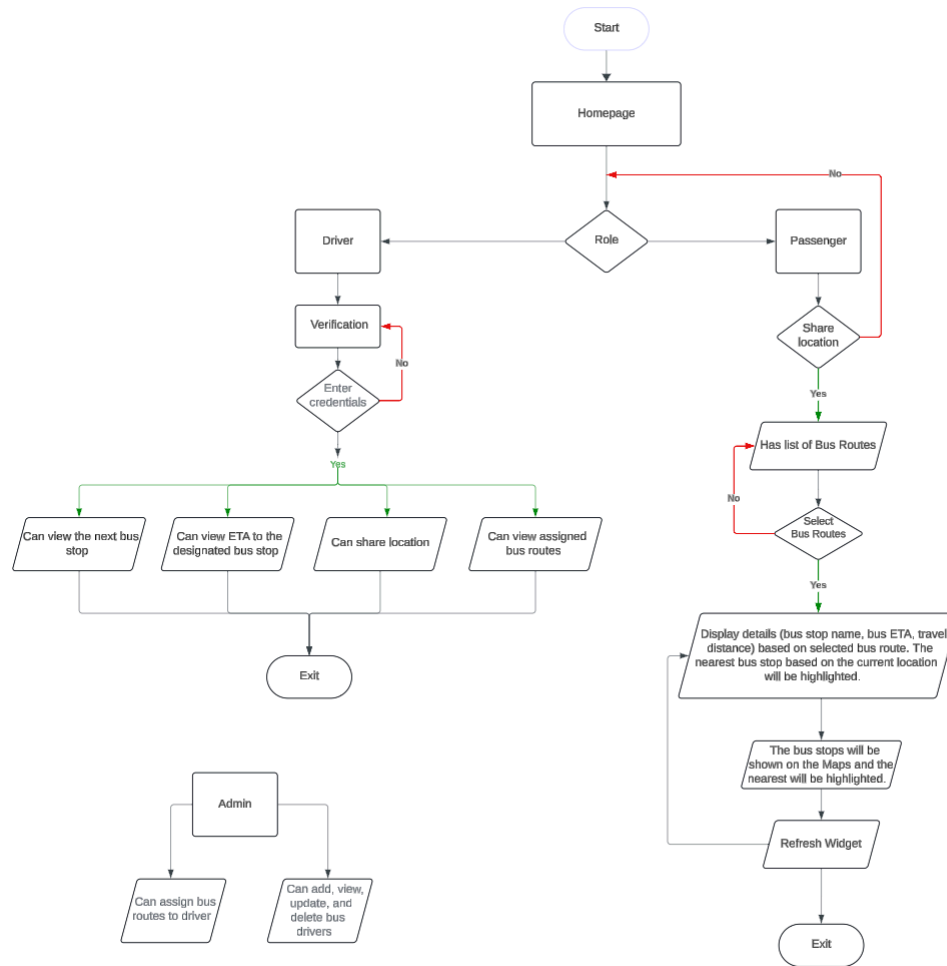 Start
Homepage
No
Driver
Role
Passenger
Verification
Share
location
No
Enter
credentials
Yes
Yes
Has list of Bus Routes
No
Select
Bus Routes
Can view the next bus
stop
Can view ETA to the
designated bus stop
Can share location
Can view assigned
bus routes
Yes
Display details (bus stop name, bus ETA, travel
distance) based on selected bus route. The
nearest bus stop based on the current location
will be highlighted.
Exit
The bus stops will be
shown on the Maps and the
nearest will be highlighted.
Admin
Refresh Widget
Can assign bus
routes to driver
Can add, view,
update, and
delete bus
drivers
Exit